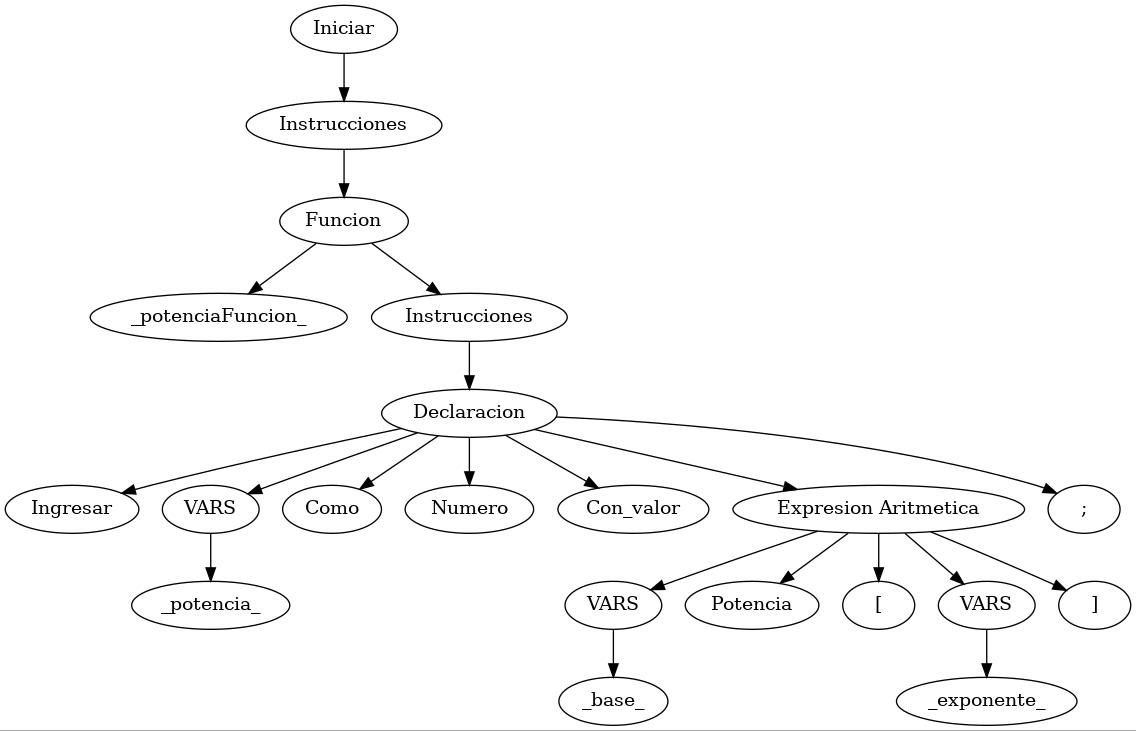 Iniciar
Instrucciones
Funcion
_potenciaFuncion_
Instrucciones
Declaracion
Ingresar
VARS
Como
Numero
Con_valor
Expresion Aritmetica
;
_potencia_
VARS
Potencia
[
VARS
]
_base_
_exponente_